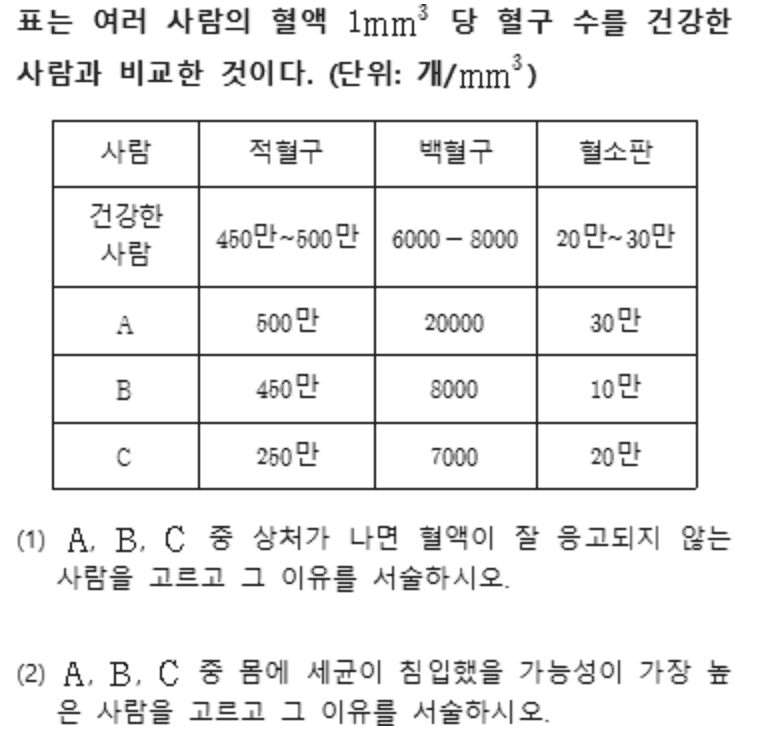 표는 여러 사람의 혈액 1mm³ 당 혈구 수를 건강한
사람과 비교한 것이다. (단위: 개/mm³)
사람 적혈구 백혈구 혈소판
건강한
사람 450만~500만 6000 – 8000 20만~30만
A 500만 20000 30만
B 450만 8000 10만
C 250만 7000 20만
(1) A, B, C 중 상처가 나면 혈액이 잘 응고되지 않는
사람을 고르고 그 이유를 서술하시오.
(2) A, B, C 중 몸에 세균이 침입했을 가능성이 가장 높
은 사람을 고르고 그 이유를 서술하시오.